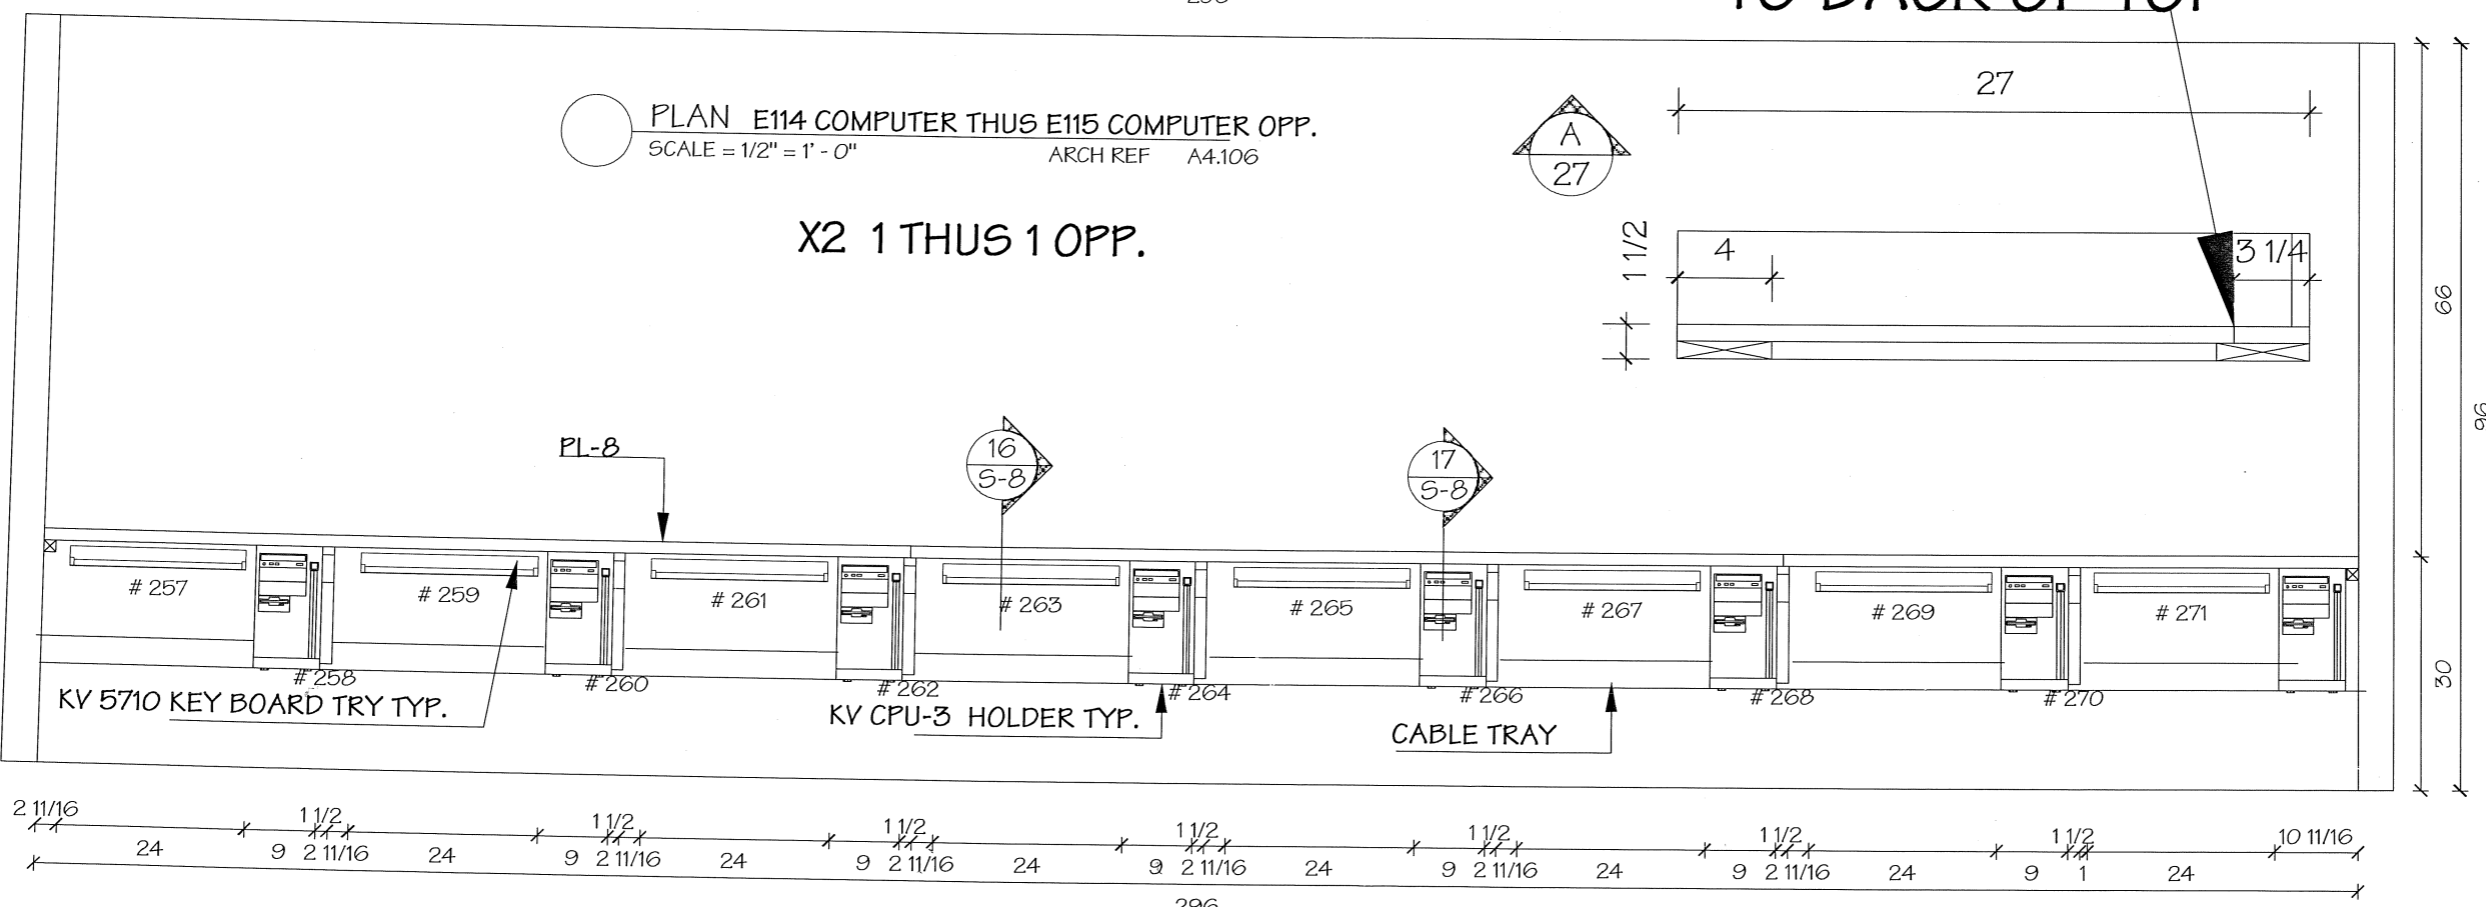 PLAN E114 COMPUTER THUS E115 COMPUTER OPP.
SCALE = 1/2" = 1' - 0" ARCH REF A4.106
X2 1 THUS 1 OPP.
A
27
27
1 1/2
4
3 1/4
66
96
30
PL-8
16
S-8
17
S-8
# 257
# 259
# 261
# 263
# 265
# 267
# 269
# 271
# 258
# 260
# 262
# 264
# 266
# 268
# 270
KV 5710 KEY BOARD TRY TYP.
KV CPU-3 HOLDER TYP.
CABLE TRAY
2 11/16 1 1/2 1 1/2 1 1/2 1 1/2 1 1/2 1 1/2 1 1/2 10 11/16
24 9 2 11/16 24 9 2 11/16 24 9 2 11/16 24 9 2 11/16 24 9 2 11/16 24 9 2 11/16 24 9 1 24
296